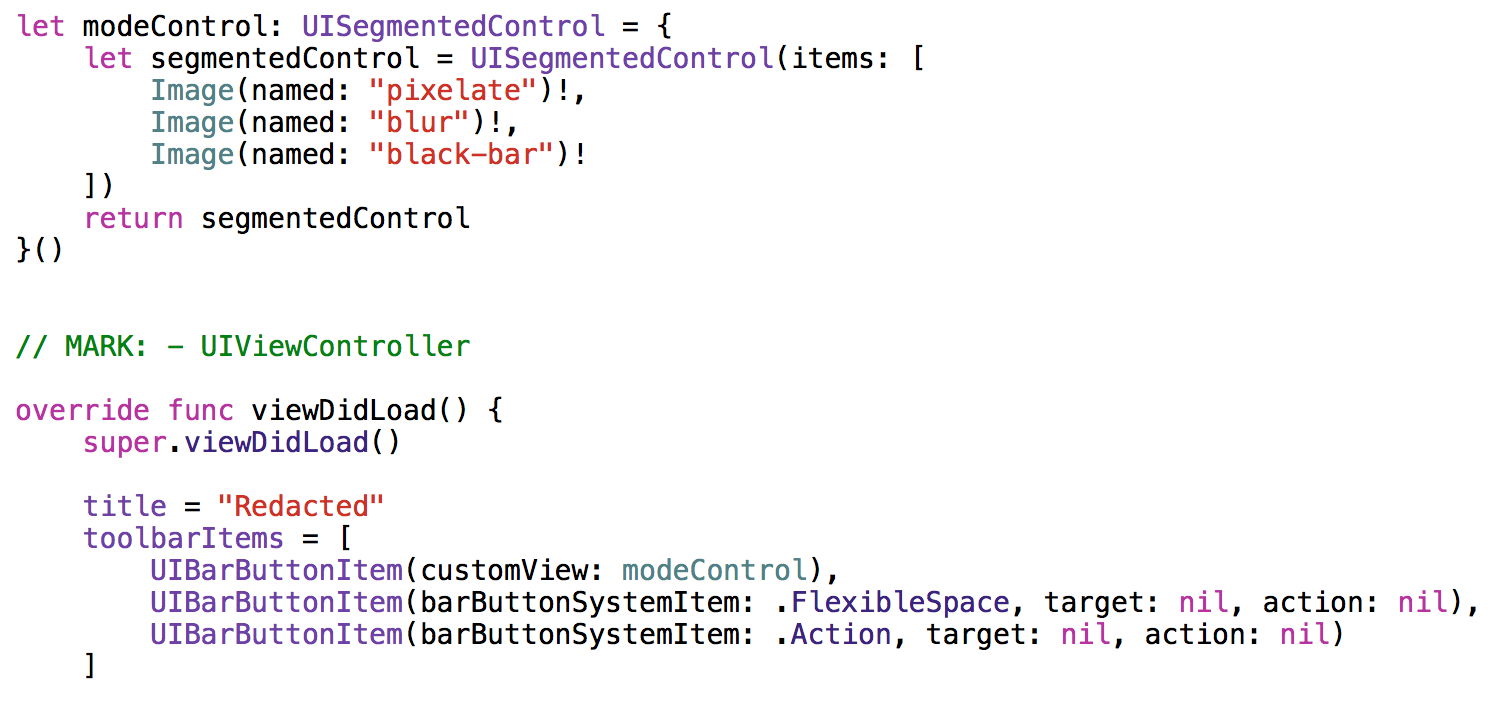 let modeControl: UISegmentedControl = {
    let segmentedControl = UISegmentedControl(items: [
        Image(named: "pixelate")!,
        Image(named: "blur")!,
        Image(named: "black-bar")!
    ])
    return segmentedControl
}()
// MARK: - UIViewController
override func viewDidLoad() {
    super.viewDidLoad()
    title = "Redacted"
    toolbarItems = [
        UIBarButtonItem(customView: modeControl),
        UIBarButtonItem(barButtonSystemItem: .FlexibleSpace, target: nil, action: nil),
        UIBarButtonItem(barButtonSystemItem: .Action, target: nil, action: nil)
    ]